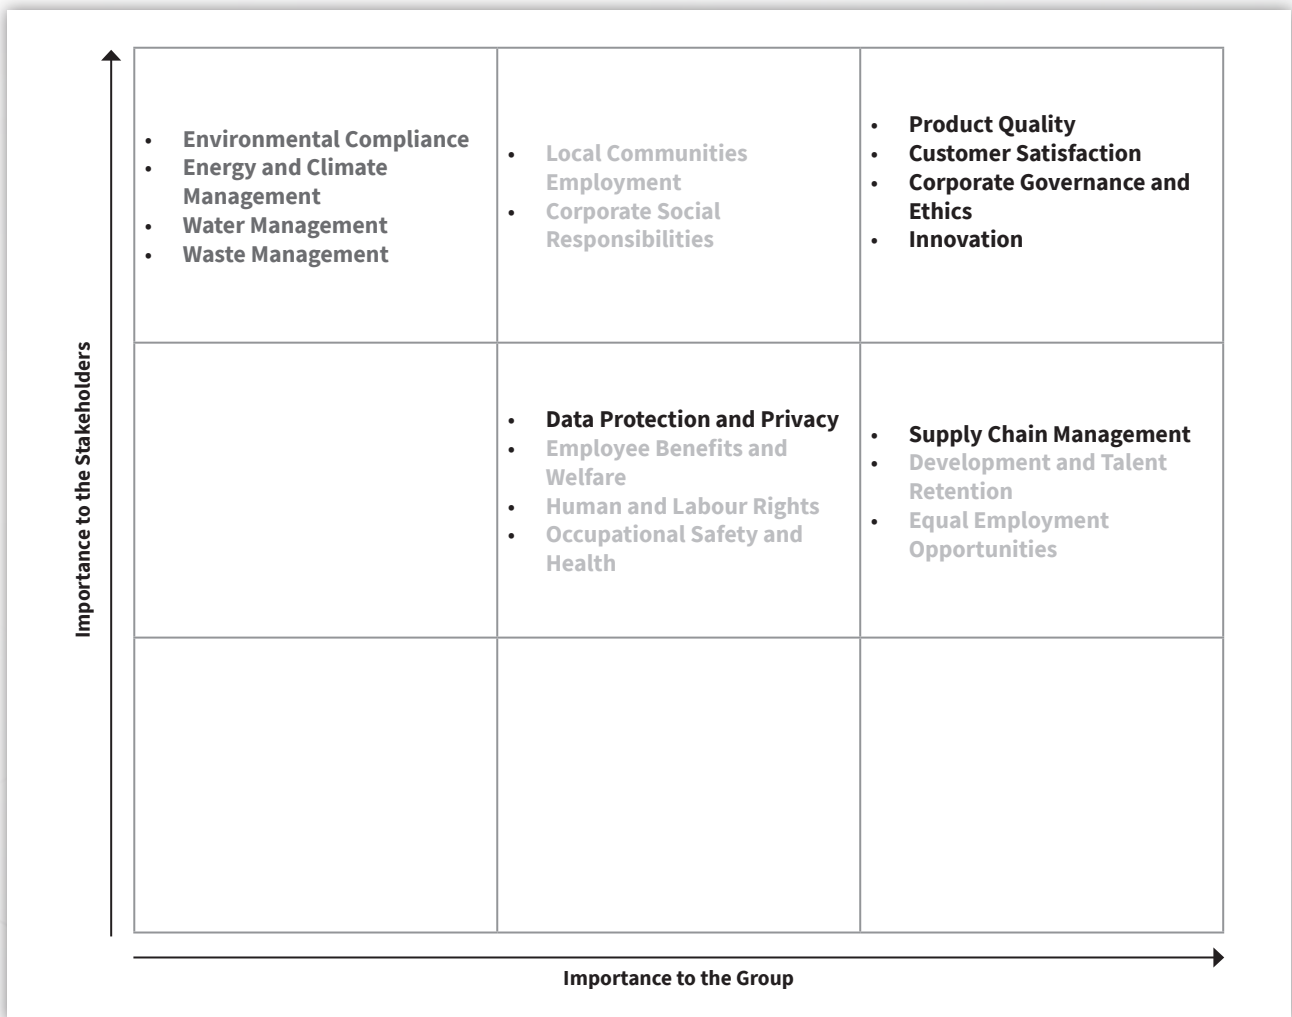 • Environmental Compliance
• Energy and Climate
Management
• Water Management
• Waste Management
• Local Communities
Employment
• Corporate Social
Responsibilities
• Product Quality
• Customer Satisfaction
• Corporate Governance and
Ethics
• Innovation
Importance to the Stakeholders
• Data Protection and Privacy
• Employee Benefits and
Welfare
• Human and Labour Rights
• Occupational Safety and
Health
• Supply Chain Management
• Development and Talent
Retention
• Equal Employment
Opportunities
Importance to the Group